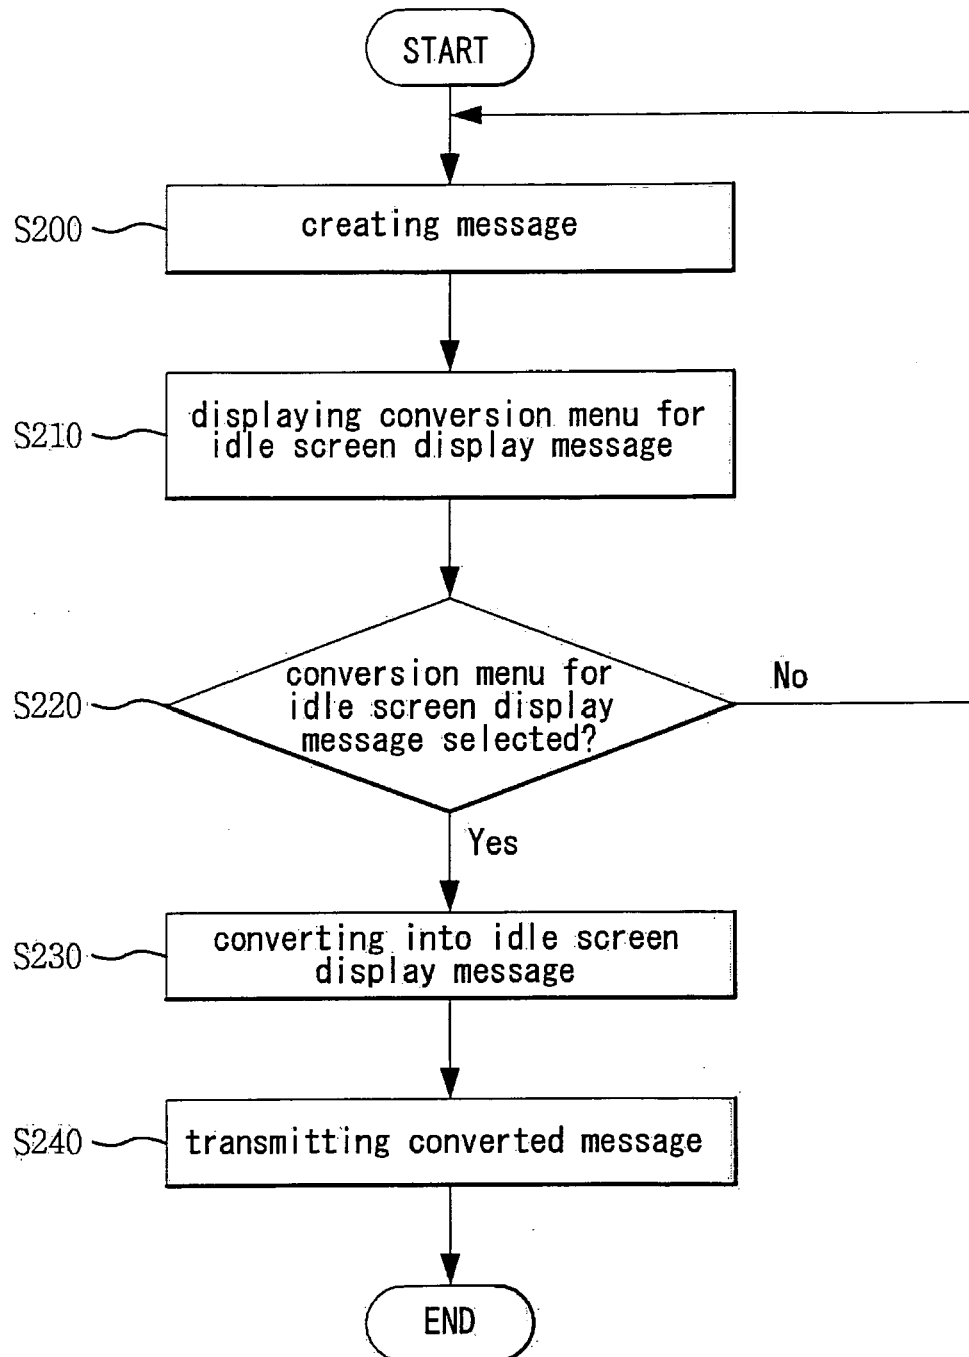 START
S200
creating message
S210
displaying conversion menu for
idle screen display message
S220
conversion menu for
idle screen display
message selected?
No
Yes
S230
converting into idle screen
display message
S240
transmitting converted message
END